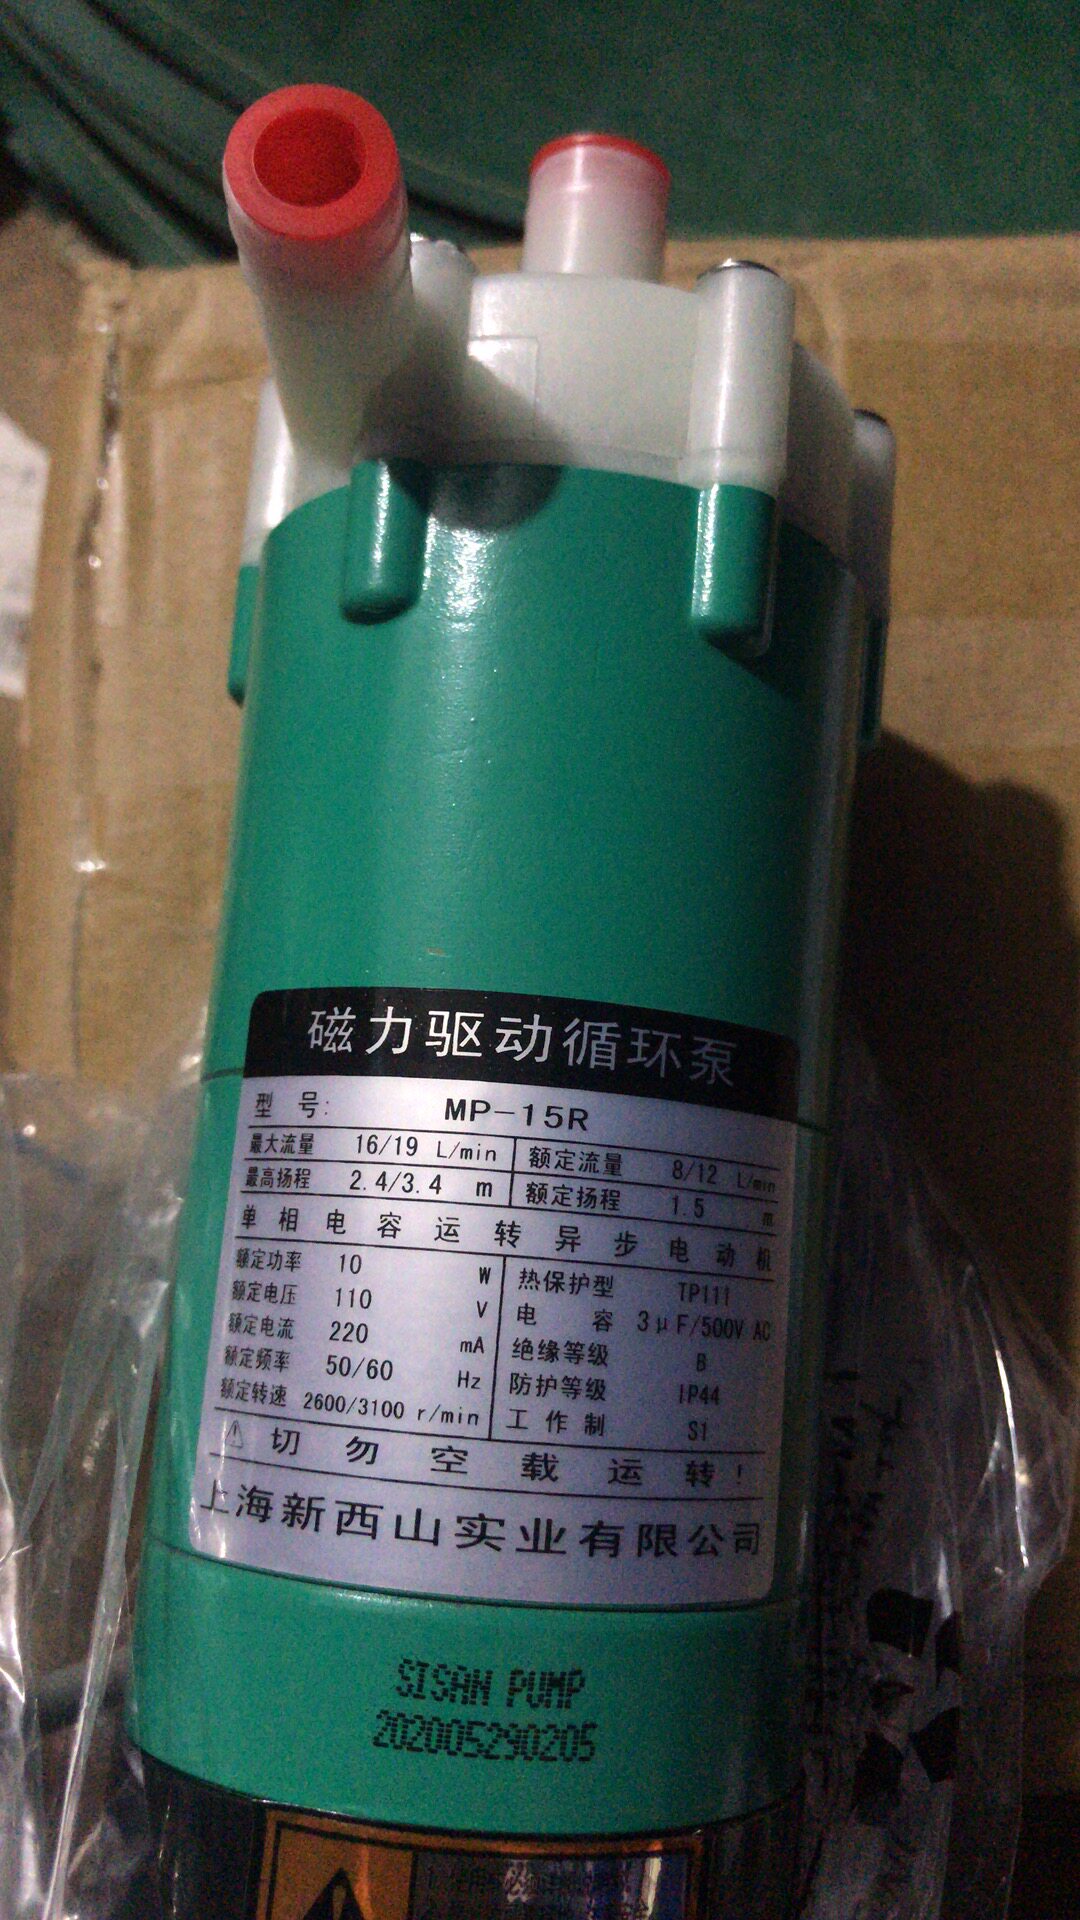 磁力驱动循环泵
型 号: MP-15R
最大流量 16/19 L/min 额定流量 8/12 L/min
最高扬程 2.4/3.4 m 额定扬程 1.5 m
单相电容运转异步电动机
额定功率 10 W 热保护型 TP111
额定电压 110 V 电 容 3μF/500V AC
额定电流 220 mA 绝缘等级 B
额定频率 50/60 Hz 防护等级 IP44
额定转速 2600/3100 r/min 工作制 S1
切勿空载运转!
上海新西山实业有限公司
SISAN PUMP
202005290205